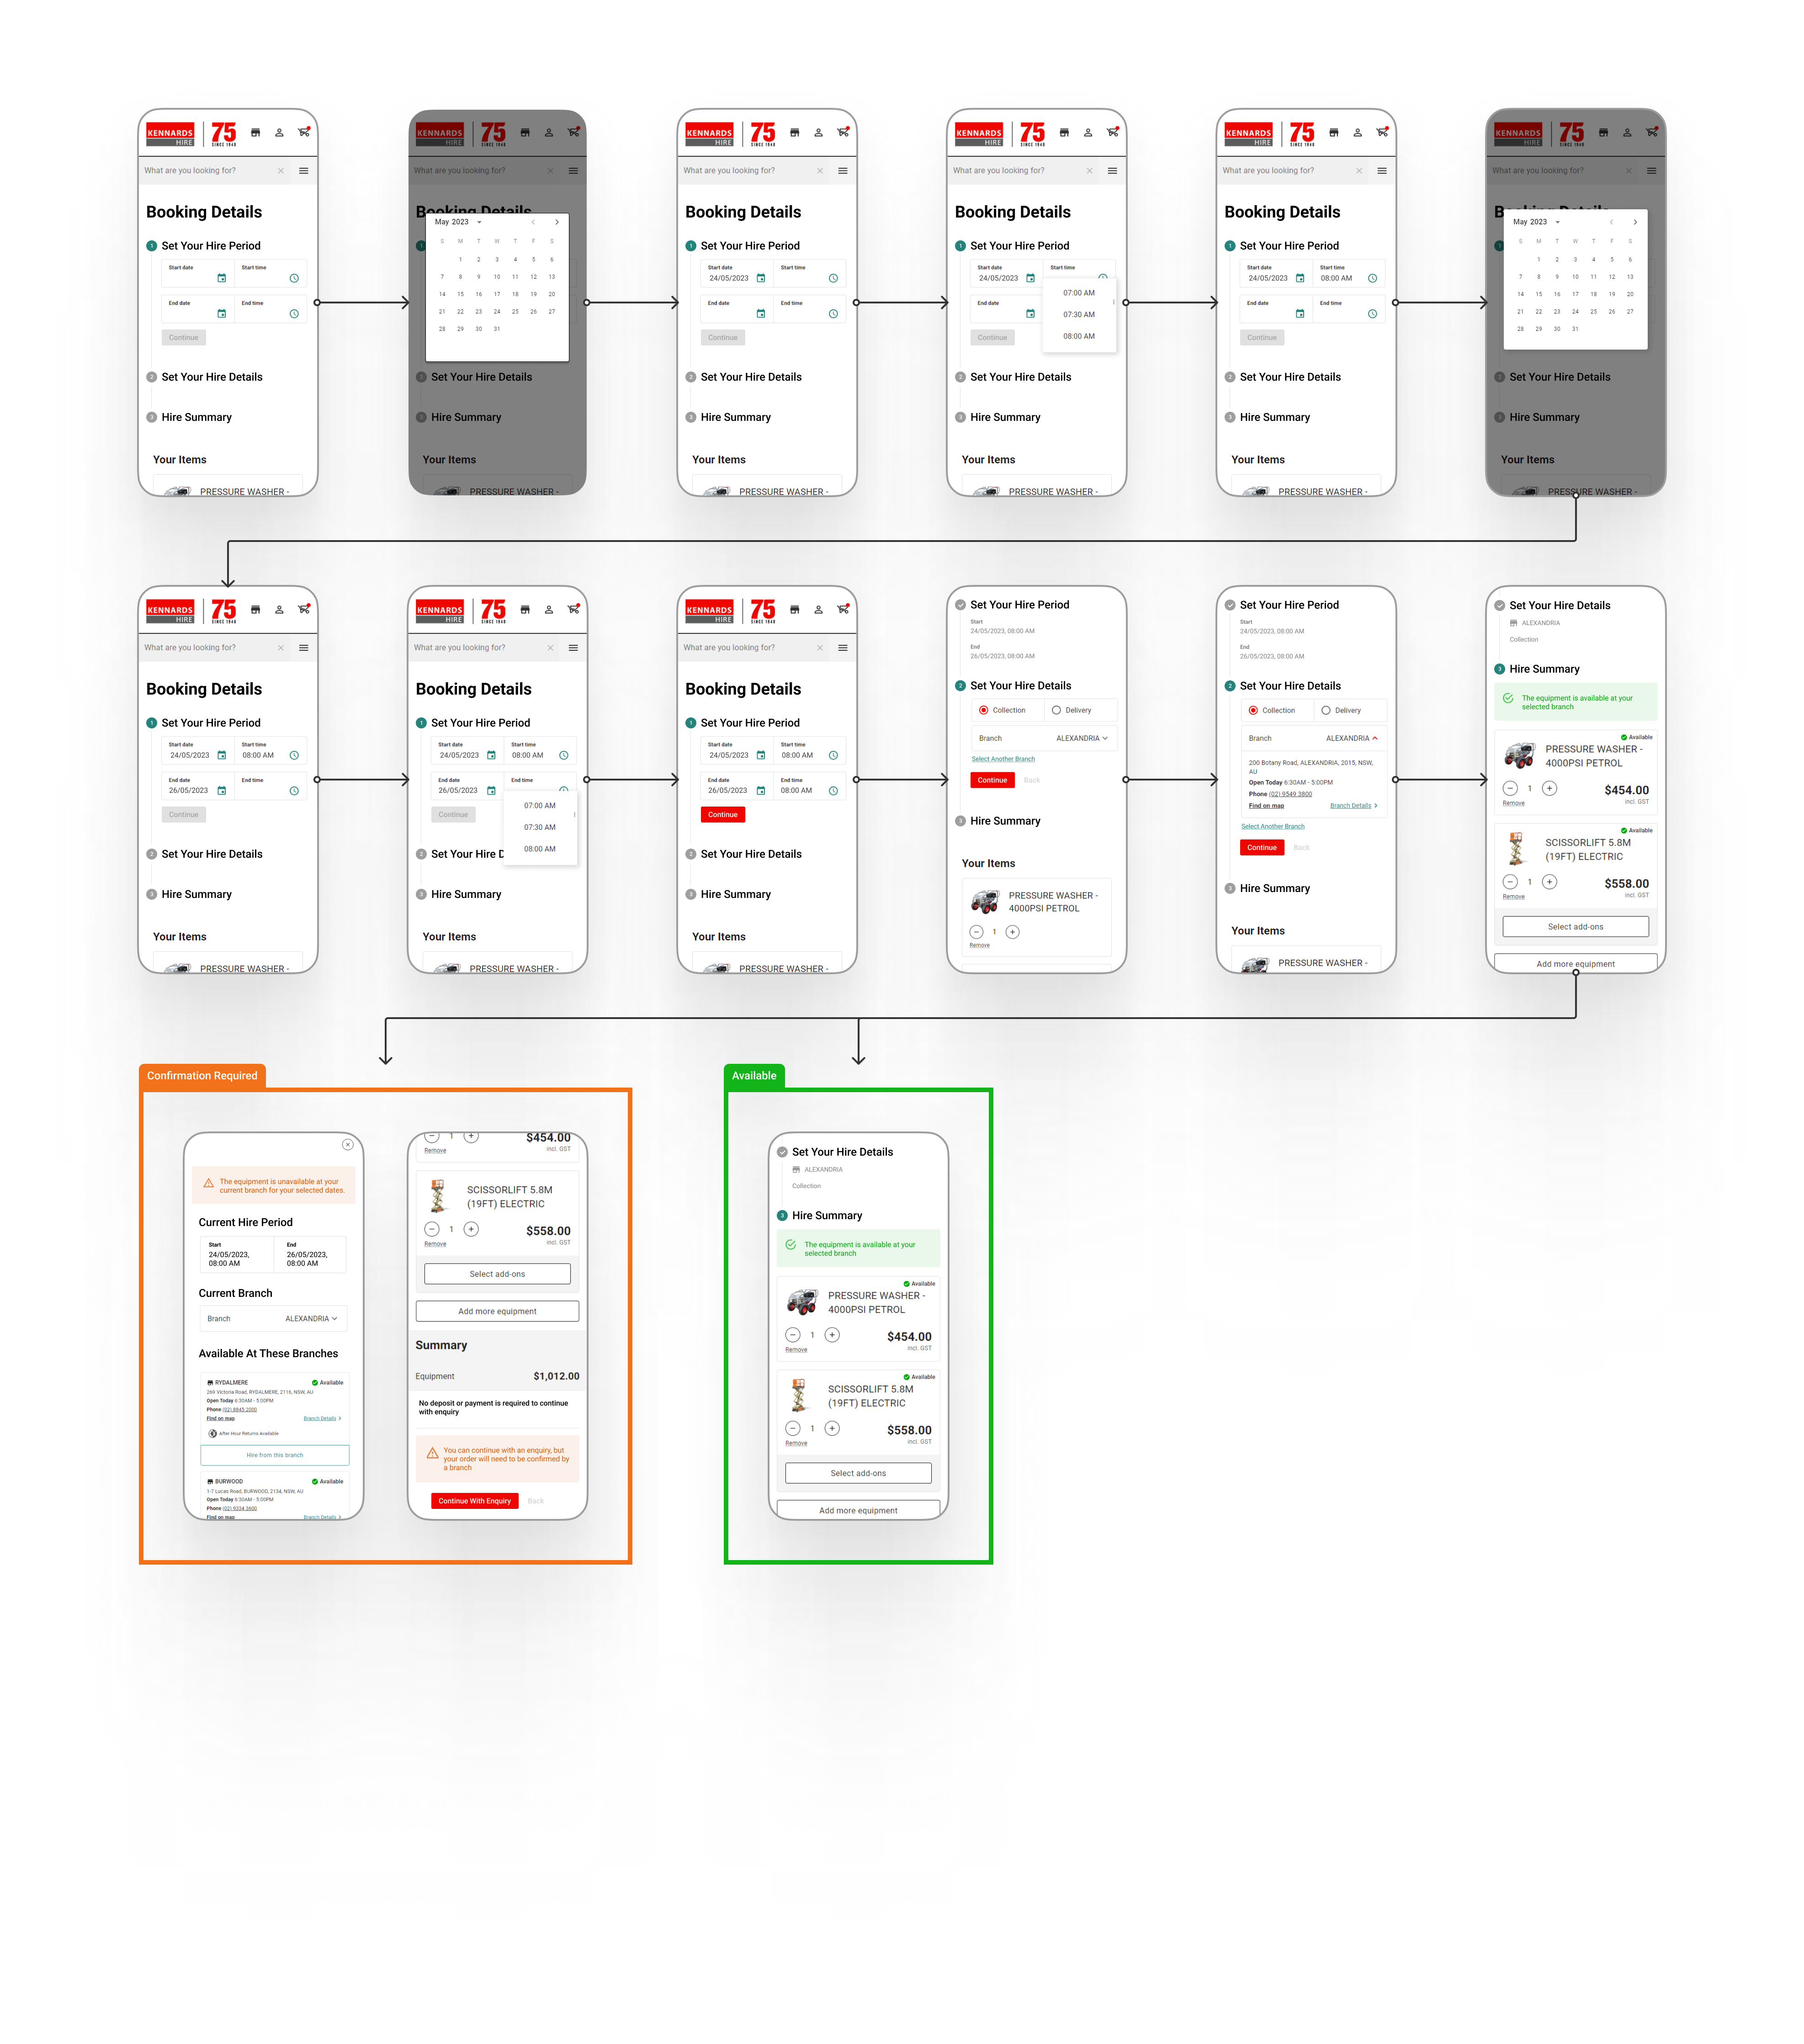 KENNARDS
HIRE
75
SINCE 1948
What are you looking for?
Booking Details
1 Set Your Hire Period
Start date
Start time
End date
End time
Continue
2 Set Your Hire Details
3 Hire Summary
Your Items
PRESSURE WASHER -
KENNARDS
HIRE
75
SINCE 1948
What are you looking for?
Booking Details
May 2023
S M T W T F S
1 2 3 4 5 6
7 8 9 10 11 12 13
14 15 16 17 18 19 20
21 22 23 24 25 26 27
28 29 30 31
Set Your Hire Details
Hire Summary
Your Items
PRESSURE WASHER -
KENNARDS
HIRE
75
SINCE 1948
What are you looking for?
Booking Details
1 Set Your Hire Period
Start date
24/05/2023
Start time
End date
End time
Continue
2 Set Your Hire Details
3 Hire Summary
Your Items
PRESSURE WASHER -
KENNARDS
HIRE
75
SINCE 1948
What are you looking for?
Booking Details
1 Set Your Hire Period
Start date
24/05/2023
Start time
End date
07:00 AM
07:30 AM
08:00 AM
Continue
2 Set Your Hire Details
3 Hire Summary
Your Items
PRESSURE WASHER -
KENNARDS
HIRE
75
SINCE 1948
What are you looking for?
Booking Details
1 Set Your Hire Period
Start date
24/05/2023
Start time
08:00 AM
End date
End time
Continue
2 Set Your Hire Details
3 Hire Summary
Your Items
PRESSURE WASHER -
KENNARDS
HIRE
75
SINCE 1948
What are you looking for?
May 2023
S M T W T F S
1 2 3 4 5 6
7 8 9 10 11 12 13
14 15 16 17 18 19 20
21 22 23 24 25 26 27
28 29 30 31
Set Your Hire Details
Hire Summary
Your Items
PRESSURE WASHER -
KENNARDS
HIRE
75
SINCE 1948
What are you looking for?
Booking Details
1 Set Your Hire Period
Start date
24/05/2023
Start time
08:00 AM
End date
26/05/2023
End time
Continue
2 Set Your Hire Details
3 Hire Summary
Your Items
PRESSURE WASHER -
KENNARDS
HIRE
75
SINCE 1948
What are you looking for?
Booking Details
1 Set Your Hire Period
Start date
24/05/2023
Start time
08:00 AM
End date
26/05/2023
End time
07:00 AM
07:30 AM
08:00 AM
Continue
2 Set Your Hire D
3 Hire Summary
Your Items
PRESSURE WASHER -
KENNARDS
HIRE
75
SINCE 1948
What are you looking for?
Booking Details
1 Set Your Hire Period
Start date
24/05/2023
Start time
08:00 AM
End date
26/05/2023
End time
08:00 AM
Continue
2 Set Your Hire Details
3 Hire Summary
Your Items
PRESSURE WASHER -
Set Your Hire Period
Start
24/05/2023, 08:00 AM
End
26/05/2023, 08:00 AM
2 Set Your Hire Details
Collection
Delivery
Branch ALEXANDRIA
Select Another Branch
Continue Back
3 Hire Summary
Your Items
PRESSURE WASHER -
4000PSI PETROL
1
Remove
Set Your Hire Period
Start
24/05/2023, 08:00 AM
End
26/05/2023, 08:00 AM
2 Set Your Hire Details
Collection
Delivery
Branch ALEXANDRIA
200 Botany Road, ALEXANDRIA, 2015, NSW,
AU
Open Today 6:30AM - 5:00PM
Phone (02) 9549 3800
Find on map Branch Details
Select Another Branch
Continue Back
3 Hire Summary
Your Items
PRESSURE WASHER -
Set Your Hire Details
ALEXANDRIA
Collection
3 Hire Summary
The equipment is available at your
selected branch
Available
PRESSURE WASHER -
4000PSI PETROL
1
$454.00
Remove incl. GST
Available
SCISSORLIFT 5.8M
(19FT) ELECTRIC
1
$558.00
Remove incl. GST
Select add-ons
Add more equipment
Confirmation Required
The equipment is unavailable at your
current branch for your selected dates.
Current Hire Period
Start
24/05/2023,
08:00 AM
End
26/05/2023,
08:00 AM
Current Branch
Branch ALEXANDRIA
Available At These Branches
RYDALMERE Available
269 Victoria Road, RYDALMERE, 2116, NSW, AU
Open Today 6:30AM - 5:00PM
Phone (02) 8845 2000
Find on map Branch Details
After Hour Returns Available
Hire from this branch
BURWOOD Available
1-7 Lucas Road, BURWOOD, 2134, NSW, AU
Open Today 6:30AM - 5:00PM
Phone (02) 9334 3600
Find on map Branch Details
1 $454.00
Remove incl. GST
SCISSORLIFT 5.8M
(19FT) ELECTRIC
1
$558.00
Remove incl. GST
Select add-ons
Add more equipment
Summary
Equipment $1,012.00
No deposit or payment is required to continue
with enquiry
You can continue with an enquiry, but
your order will need to be confirmed by
a branch
Continue With Enquiry Back
Available
Set Your Hire Details
ALEXANDRIA
Collection
3 Hire Summary
The equipment is available at your
selected branch
Available
PRESSURE WASHER -
4000PSI PETROL
1
$454.00
Remove incl. GST
Available
SCISSORLIFT 5.8M
(19FT) ELECTRIC
1
$558.00
Remove incl. GST
Select add-ons
Add more equipment